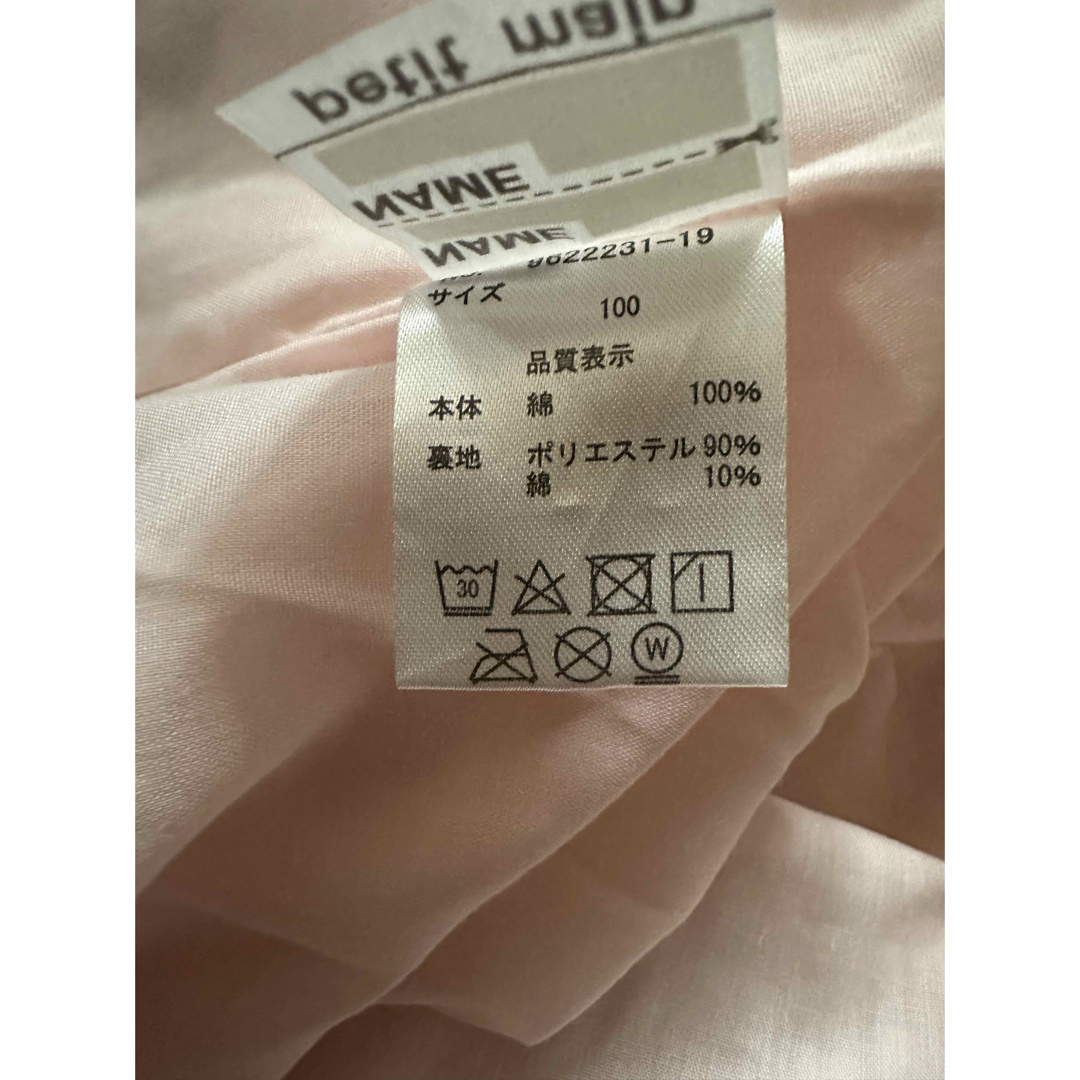 petit main
NAME
NAME
9622231-19
サイズ 100
品質表示
本体 綿 100%
裏地 ポリエステル 90%
綿 10%
30
W